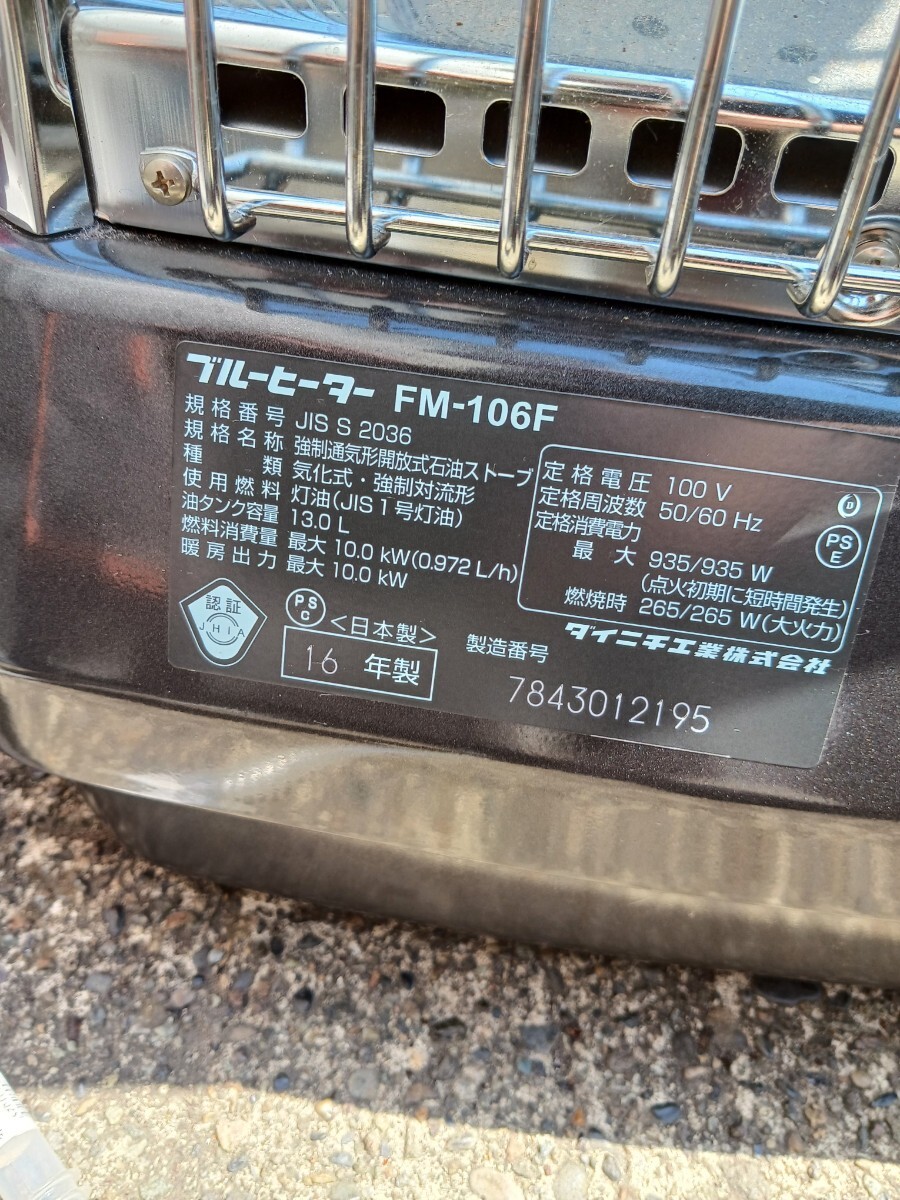 ブルーヒーター FM-106F
規格番号 JIS S 2036
規格名称 強制通気形開放式石油ストーブ
種類 気化式・強制対流形
使用燃料 灯油(JIS1号灯油)
油タンク容量 13.0 L
燃料消費量 最大 10.0 kW(0.972 L/h)
暖房出力 最大 10.0 kW
定格電圧 100 V
定格周波数 50/60 Hz
定格消費電力
最大 935/935 W
(点火初期に短時間発生)
燃焼時 265/265 W(大火力)
D
PS
E
認証
JHIA
PS
C
<日本製>
16 年製
ダイニチ工業株式会社
製造番号
7843012195